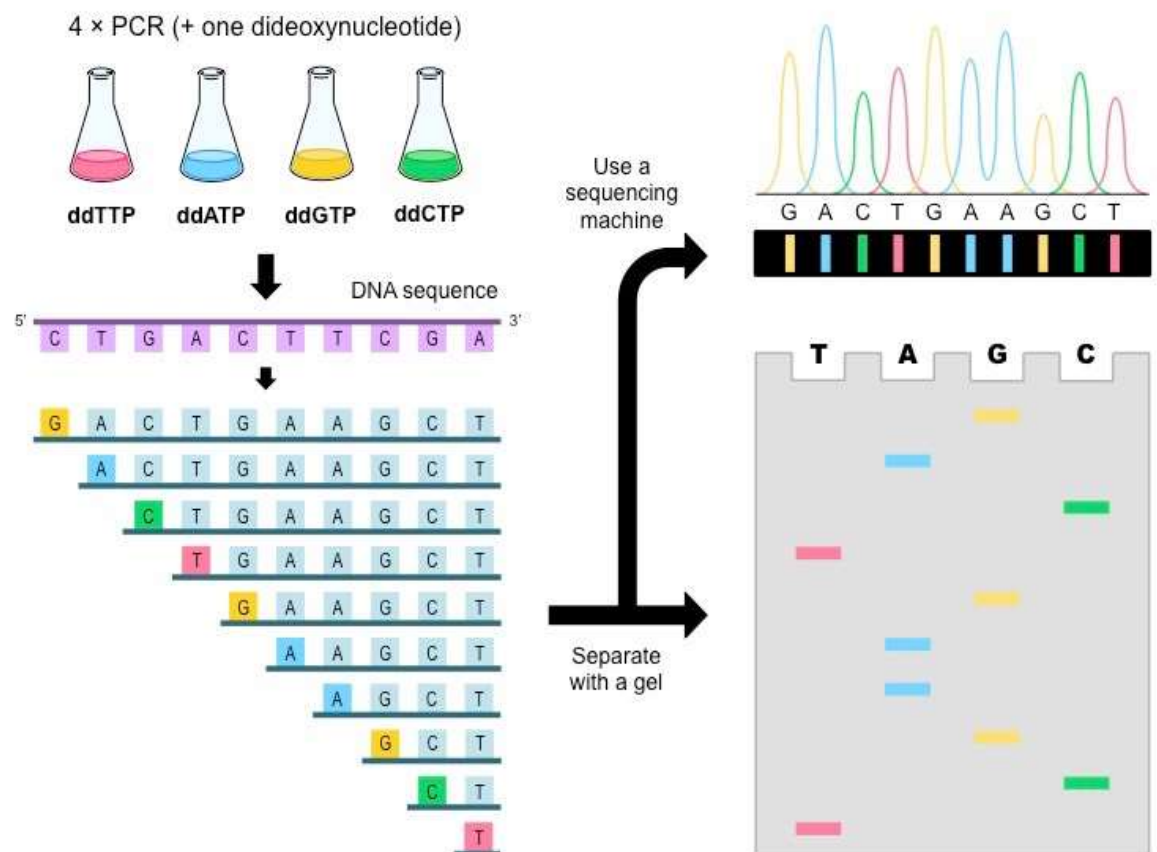 4 × PCR (+ one dideoxynucleotide)
ddTTP ddATP ddGTP ddCTP
DNA sequence
5' 3'
C T G A C T T C G A
G A C T G A A G C T
A C T G A A G C T
C T G A A G C T
T G A A G C T
G A A G C T
A A G C T
A G C T
G C T
C T
T
Use a
sequencing
machine
Separate
with a gel
G A C T G A A G C T
T A G C